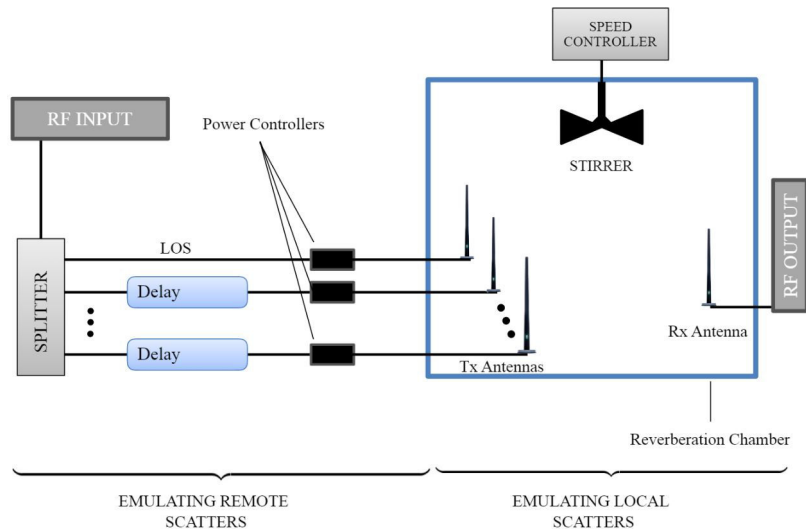 SPEED
CONTROLLER
RF INPUT
Power Controllers
STIRRER
LOS
SPLITTER
Delay
Delay
RF OUTPUT
Rx Antenna
Tx Antennas
Reverberation Chamber
EMULATING REMOTE
SCATTERS
EMULATING LOCAL
SCATTERS